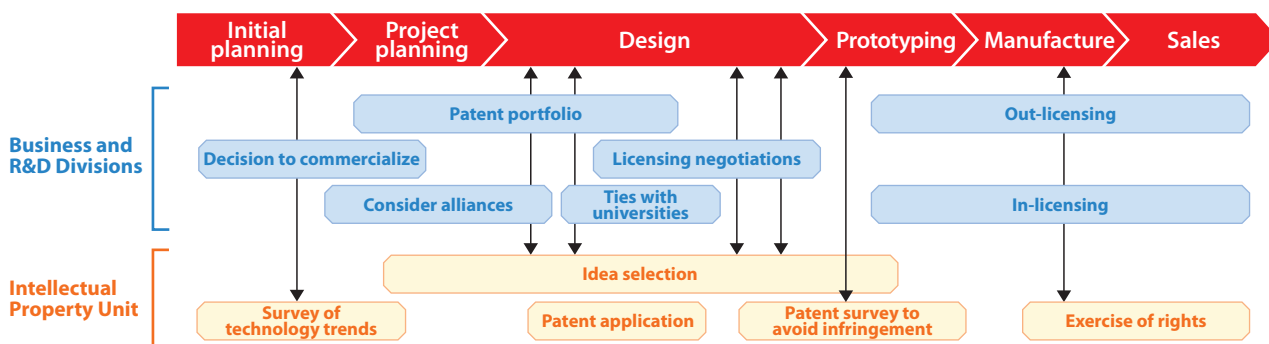 Initial
planning
Project
planning
Design
Prototyping
Manufacture
Sales
Business and
R&D Divisions
Patent portfolio
Out-licensing
Decision to commercialize
Licensing negotiations
Consider alliances
Ties with
universities
In-licensing
Intellectual
Property Unit
Idea selection
Survey of
technology trends
Patent application
Patent survey to
avoid infringement
Exercise of rights